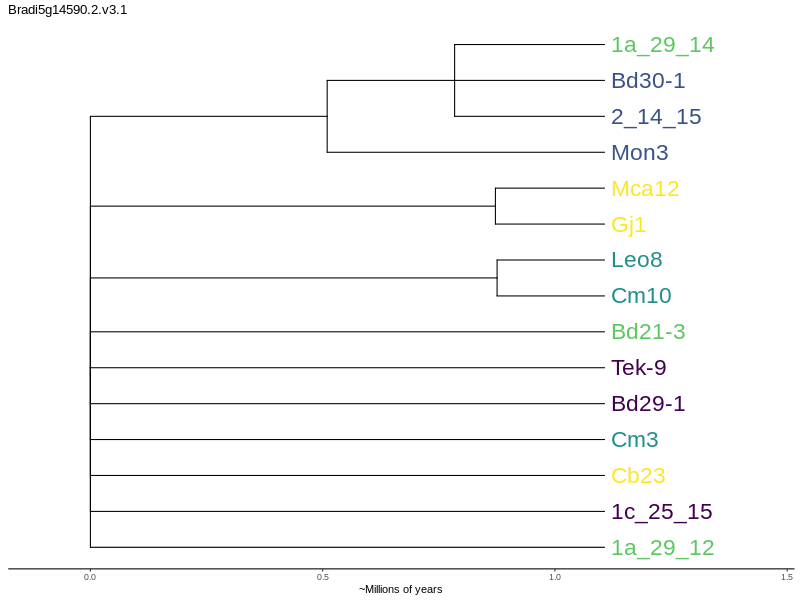 Bradi5g14590.2.v3.1
1a_29_14
Bd30-1
2_14_15
Mon3
Mca12
Gj1
Leo8
Cm10
Bd21-3
Tek-9
Bd29-1
Cm3
Cb23
1c_25_15
1a_29_12
0.0 0.5 1.0 1.5
~Millions of years